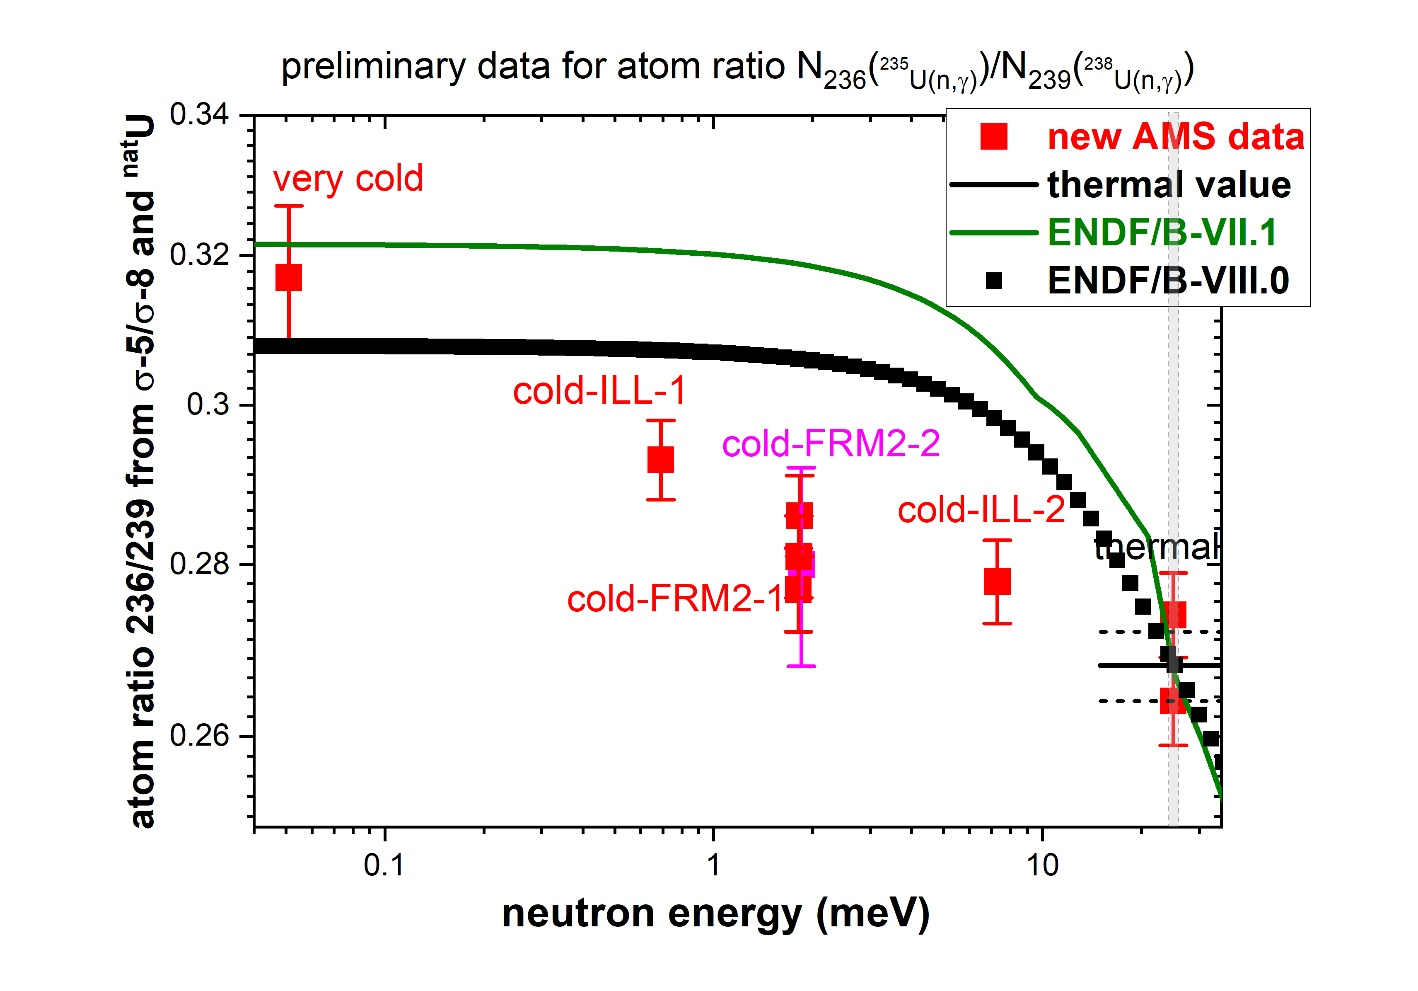 preliminary data for atom ratio N236(235U(n,γ))/N239(238U(n,γ))
new AMS data
thermal value
ENDF/B-VII.1
ENDF/B-VIII.0
very cold
cold-ILL-1
cold-FRM2-2
cold-ILL-2
thermal
cold-FRM2-1
0.34
0.32
0.3
0.28
0.26
0.1
1
10
neutron energy (meV)
atom ratio 236/239 from σ-5/σ-8 and natU